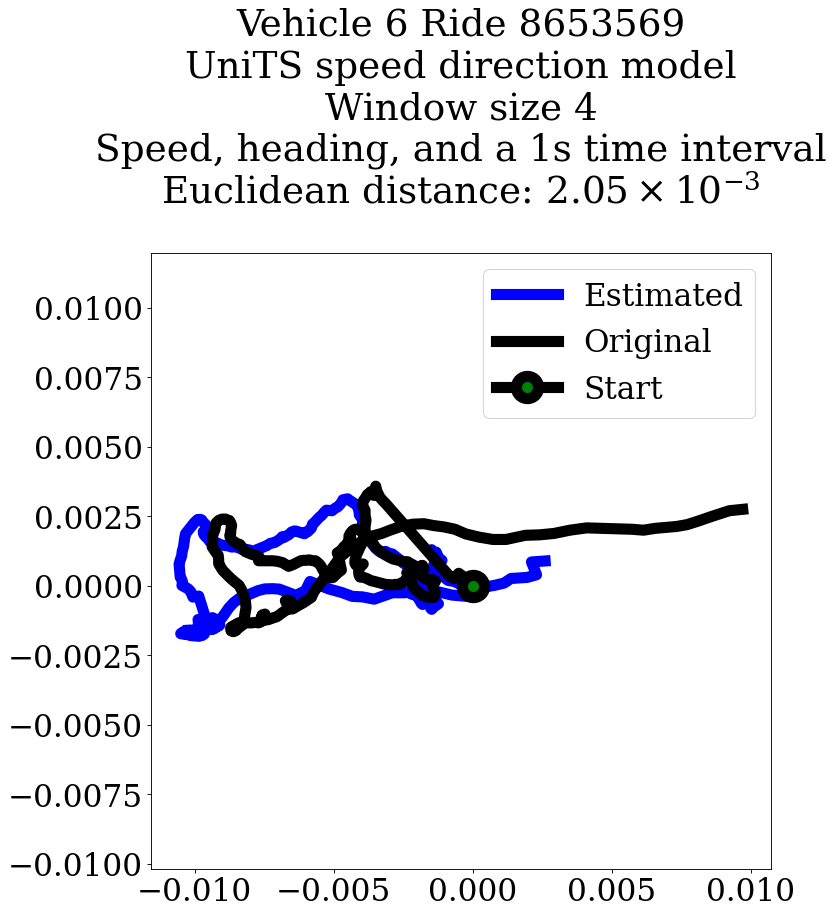 Vehicle 6 Ride 8653569
UniTS speed direction model
Window size 4
Speed, heading, and a 1s time interval
Euclidean distance: 2.05 × 10⁻³
Estimated
Original
Start
0.0100
0.0075
0.0050
0.0025
0.0000
−0.0025
−0.0050
−0.0075
−0.0100
−0.010 −0.005 0.000 0.005 0.010